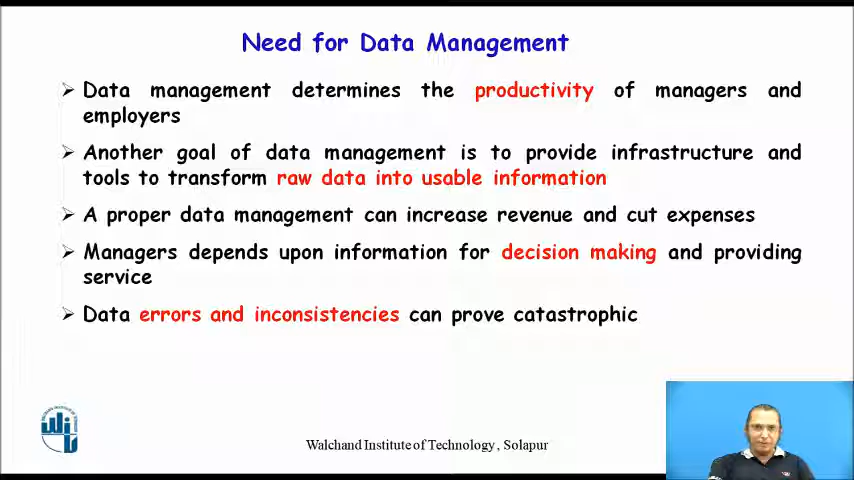 Need for Data Management
➢ Data management determines the productivity of managers and
employers
➢ Another goal of data management is to provide infrastructure and
tools to transform raw data into usable information
➢ A proper data management can increase revenue and cut expenses
➢ Managers depends upon information for decision making and providing
service
➢ Data errors and inconsistencies can prove catastrophic
Walchand Institute of Technology, Solapur